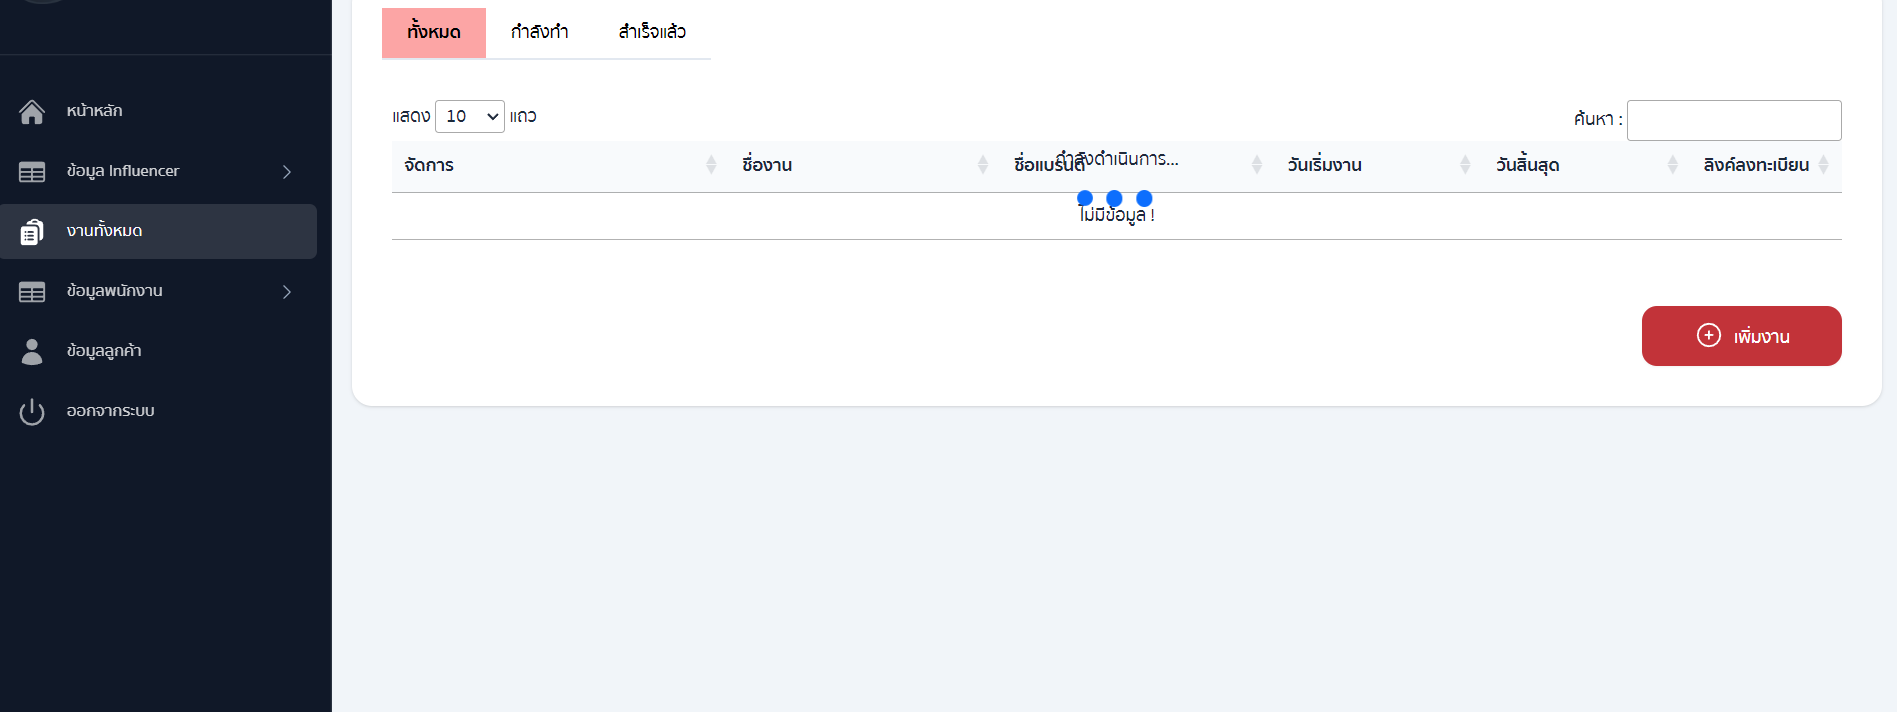 หน้าหลัก
ข้อมูล Influencer
งานทั้งหมด
ข้อมูลพนักงาน
ข้อมูลลูกค้า
ออกจากระบบ
ทั้งหมด กำลังทำ สำเร็จแล้ว
แสดง 10 แถว ค้นหา :
จัดการ ชื่องาน ชื่อแบรนด์ วันเริ่มงาน วันสิ้นสุด ลิงค์ลงทะเบียน
กำลังดำเนินการ...
ไม่มีข้อมูล !
เพิ่มงาน